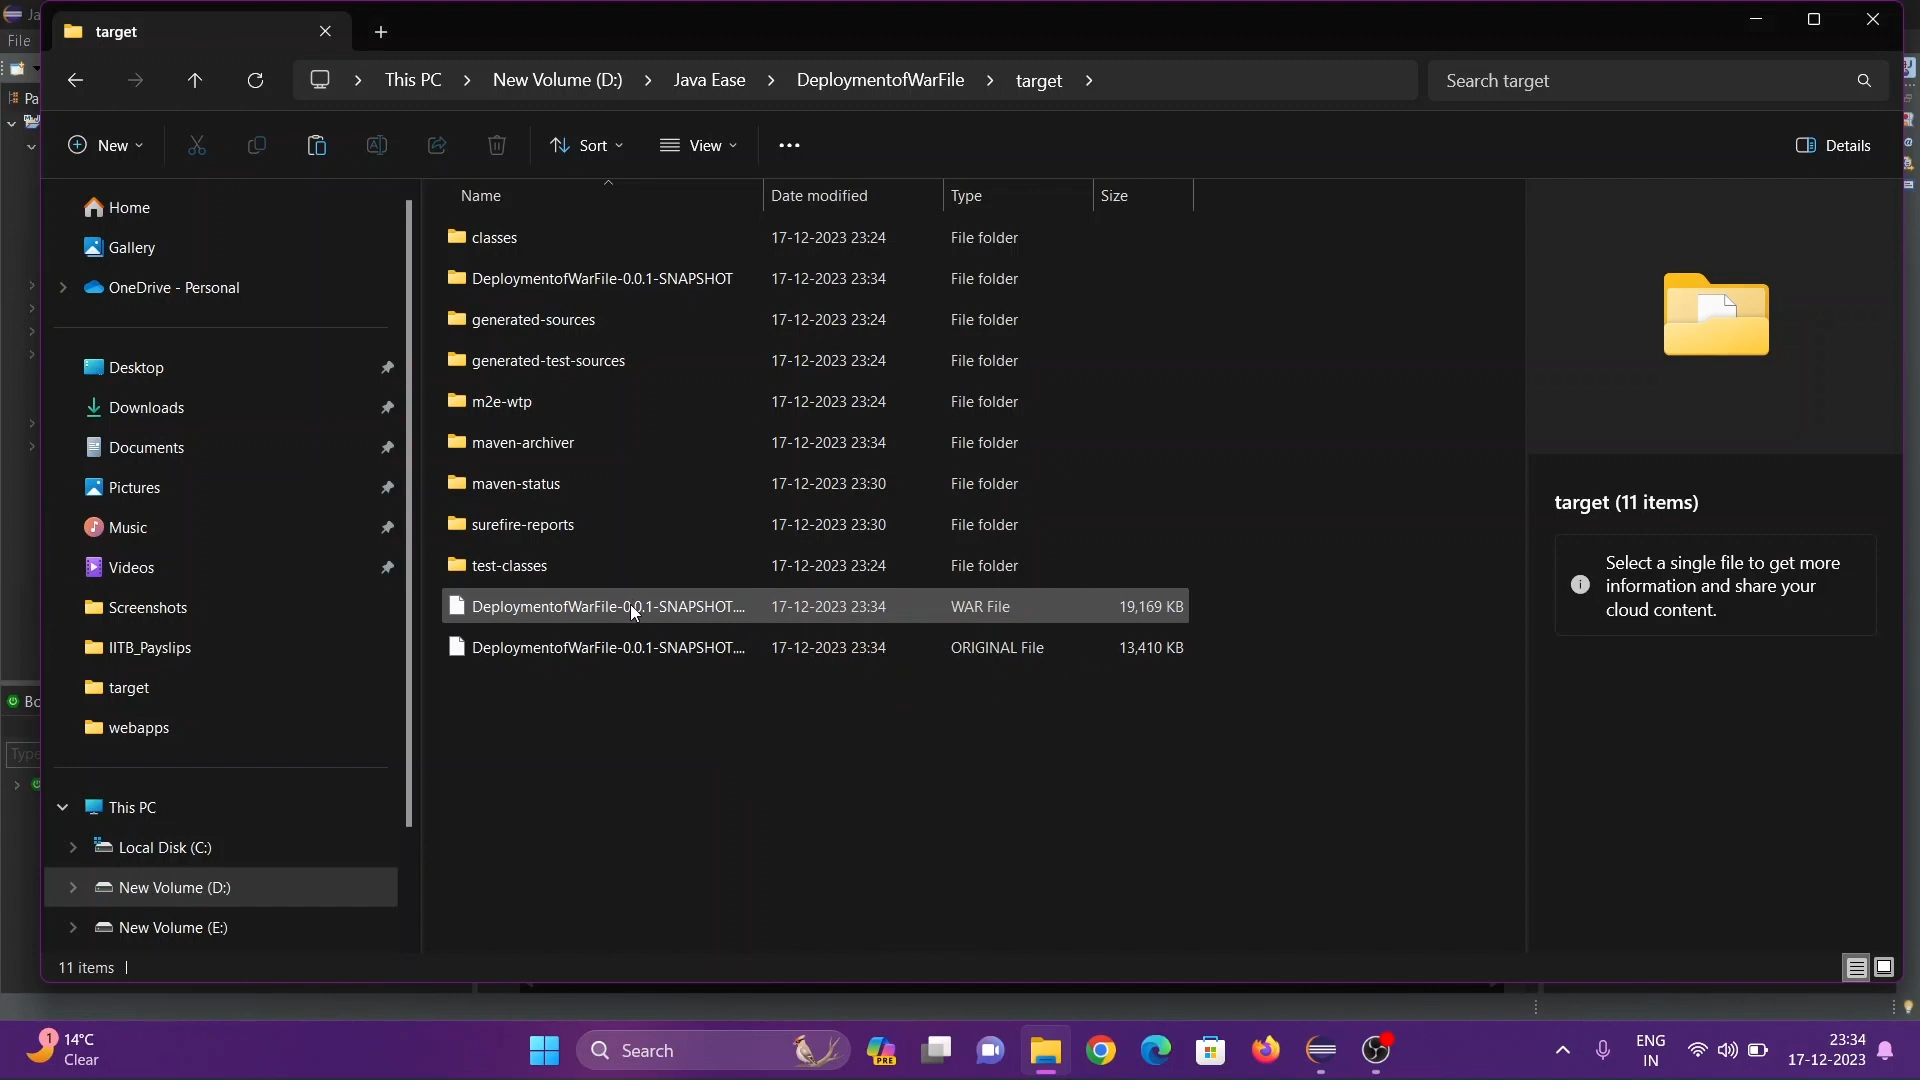 Ja
target
File
This PC
New Volume (D:)
Java Ease
DeploymentofWarFile
target
Search target
Pa
New
Sort
View
Details
Name
Date modified
Type
Size
Home
Gallery
OneDrive - Personal
Desktop
Downloads
Documents
Pictures
Music
Videos
Screenshots
IITB_Payslips
target
webapps
This PC
Local Disk (C:)
New Volume (D:)
New Volume (E:)
classes 17-12-2023 23:24 File folder
DeploymentofWarFile-0.0.1-SNAPSHOT 17-12-2023 23:34 File folder
generated-sources 17-12-2023 23:24 File folder
generated-test-sources 17-12-2023 23:24 File folder
m2e-wtp 17-12-2023 23:24 File folder
maven-archiver 17-12-2023 23:34 File folder
maven-status 17-12-2023 23:30 File folder
surefire-reports 17-12-2023 23:30 File folder
test-classes 17-12-2023 23:24 File folder
DeploymentofWarFile-0.0.1-SNAPSHOT.... 17-12-2023 23:34 WAR File 19,169 KB
DeploymentofWarFile-0.0.1-SNAPSHOT.... 17-12-2023 23:34 ORIGINAL File 13,410 KB
target (11 items)
Select a single file to get more
information and share your
cloud content.
Bo
Type
11 items
1
14°C
Clear
Search
PRE
ENG
IN
23:34
17-12-2023